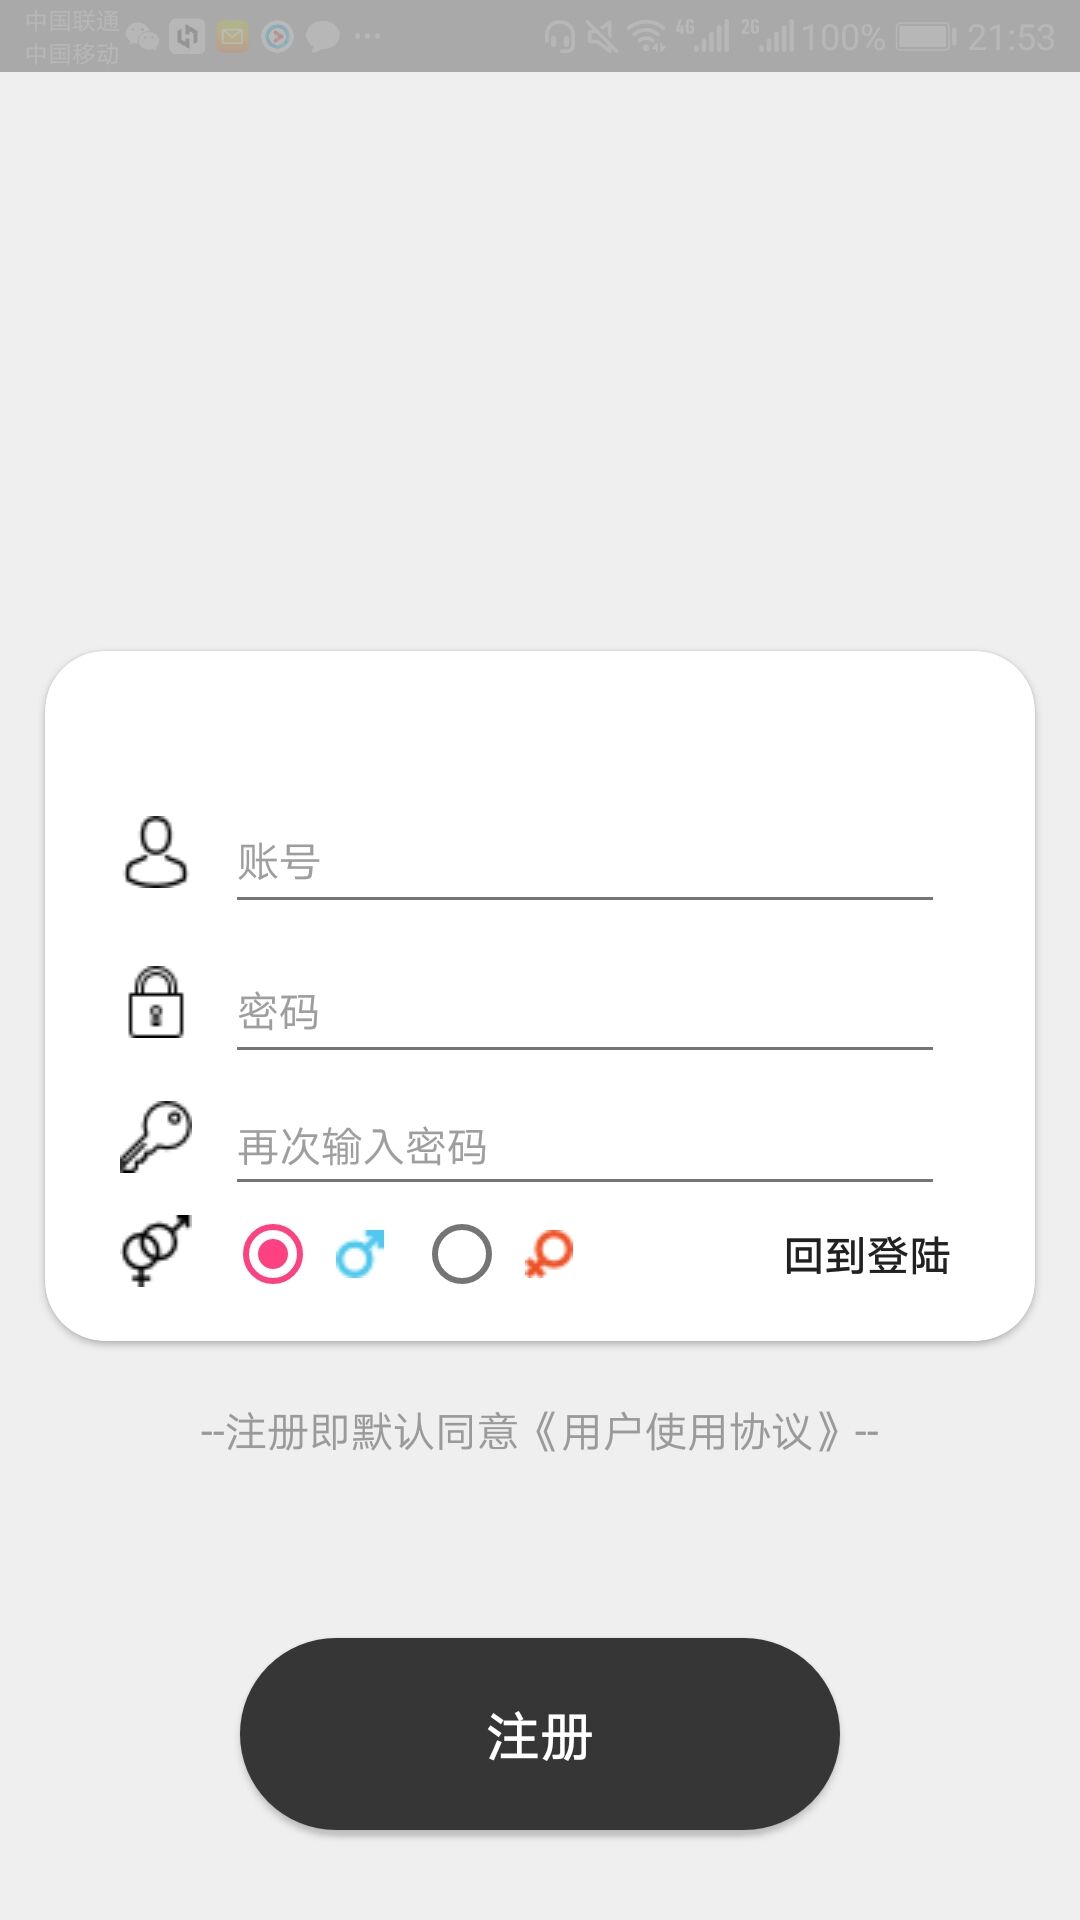 中国联通
中国移动
4G 2G 100% 21:53
账号
密码
再次输入密码
回到登陆
--注册即默认同意《用户使用协议》--
注册